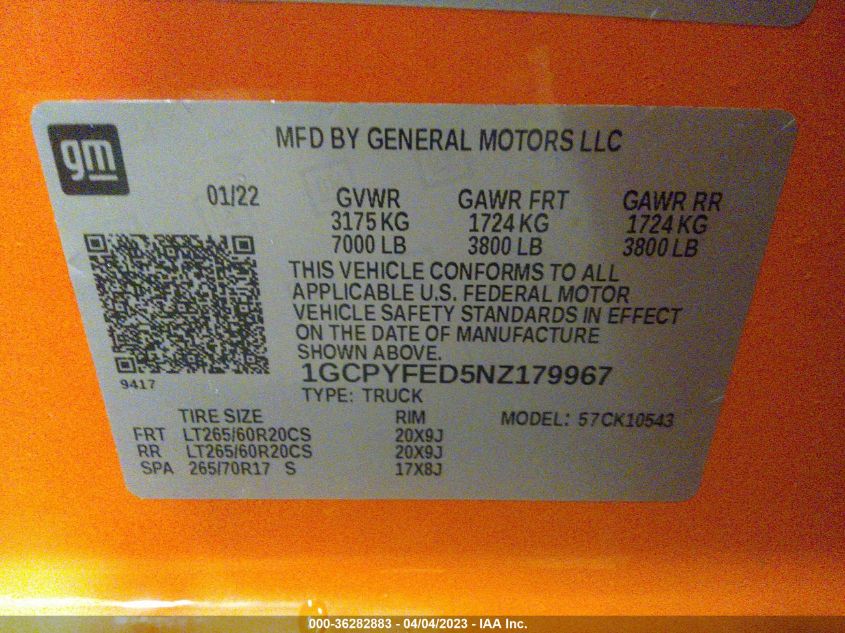 gm
MFD BY GENERAL MOTORS LLC
01/22 GVWR GAWR FRT GAWR RR
3175 KG 1724 KG 1724 KG
7000 LB 3800 LB 3800 LB
THIS VEHICLE CONFORMS TO ALL
APPLICABLE U.S. FEDERAL MOTOR
VEHICLE SAFETY STANDARDS IN EFFECT
ON THE DATE OF MANUFACTURE
SHOWN ABOVE.
9417
1GCPYFED5NZ179967
TYPE: TRUCK
TIRE SIZE RIM MODEL: 57CK10543
FRT LT265/60R20CS 20X9J
RR LT265/60R20CS 20X9J
SPA 265/70R17 S 17X8J
000-36282883 - 04/04/2023 - IAA Inc.